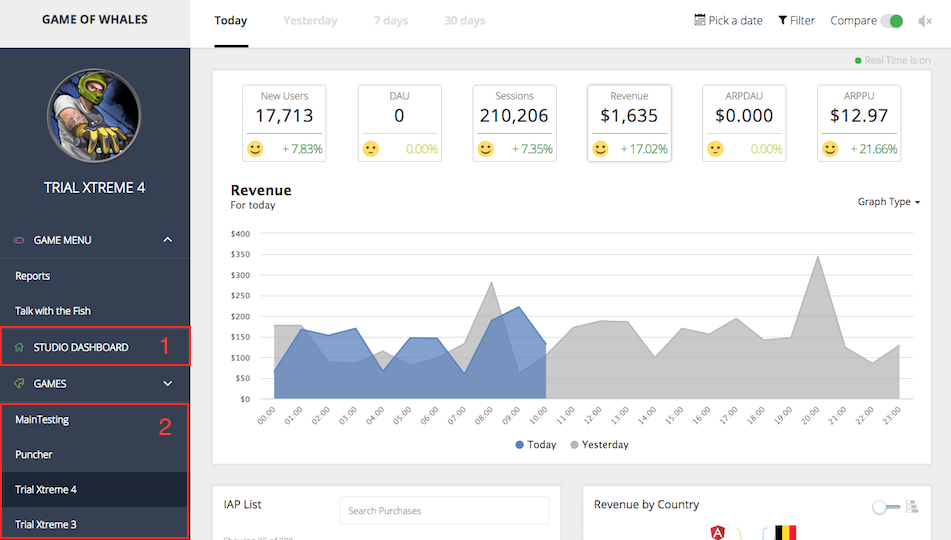 GAME OF WHALES
Today Yesterday 7 days 30 days
Pick a date Filter Compare
Real Time is on
TRIAL XTREME 4
GAME MENU
Reports
Talk with the Fish
STUDIO DASHBOARD 1
GAMES
MainTesting 2
Puncher
Trial Xtreme 4
Trial Xtreme 3
New Users
17,713
+7.83%
DAU
0
0.00%
Sessions
210,206
+7.35%
Revenue
$1,635
+17.02%
ARPDAU
$0.000
0.00%
ARPPU
$12.97
+21.66%
Revenue
For today
Graph Type
$400
$350
$300
$250
$200
$150
$100
$50
$0
00:00 01:00 02:00 03:00 04:00 05:00 06:00 07:00 08:00 09:00 10:00 11:00 12:00 13:00 14:00 15:00 16:00 17:00 18:00 19:00 20:00 21:00 22:00 23:00
Today Yesterday
IAP List
Search Purchases
Revenue by Country